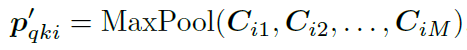 p′_{qki} = MaxPool(C_{i1}, C_{i2}, . . . , C_{iM})